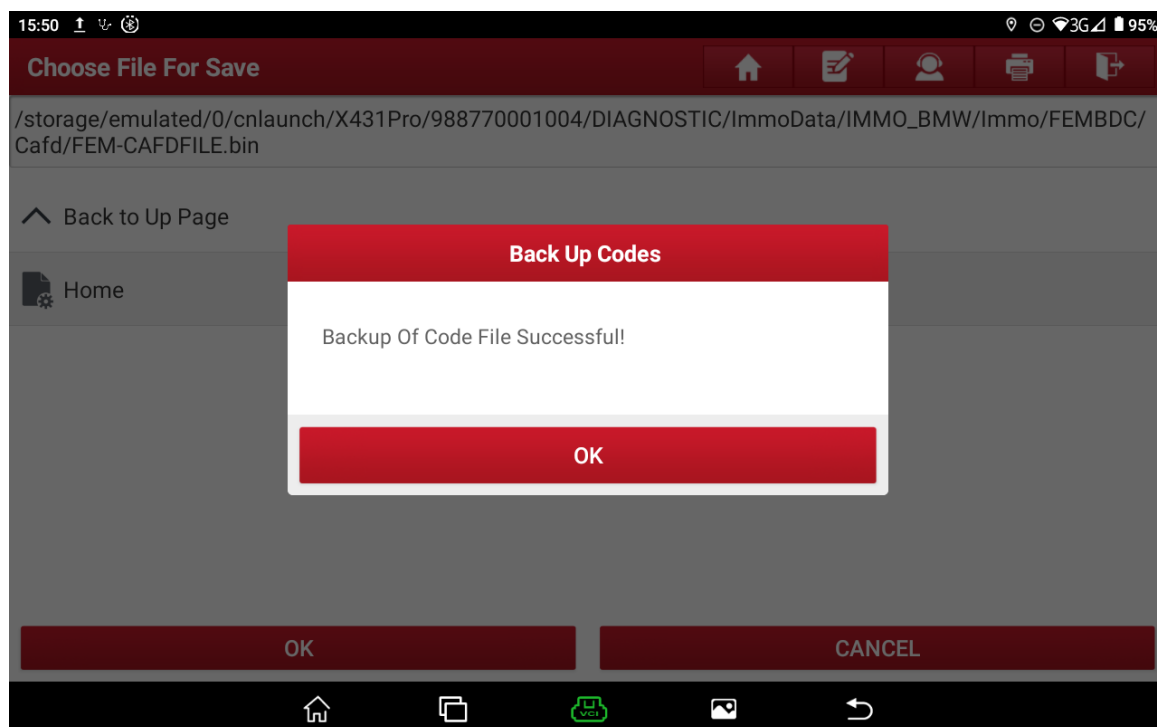 15:50
3G 95%
Choose File For Save
/storage/emulated/0/cnlaunch/X431Pro/988770001004/DIAGNOSTIC/ImmoData/IMMO_BMW/Immo/FEMBDC/
Cafd/FEM-CAFDFILE.bin
Back to Up Page
Back Up Codes
Home
Backup Of Code File Successful!
OK
OK
CANCEL
VCI